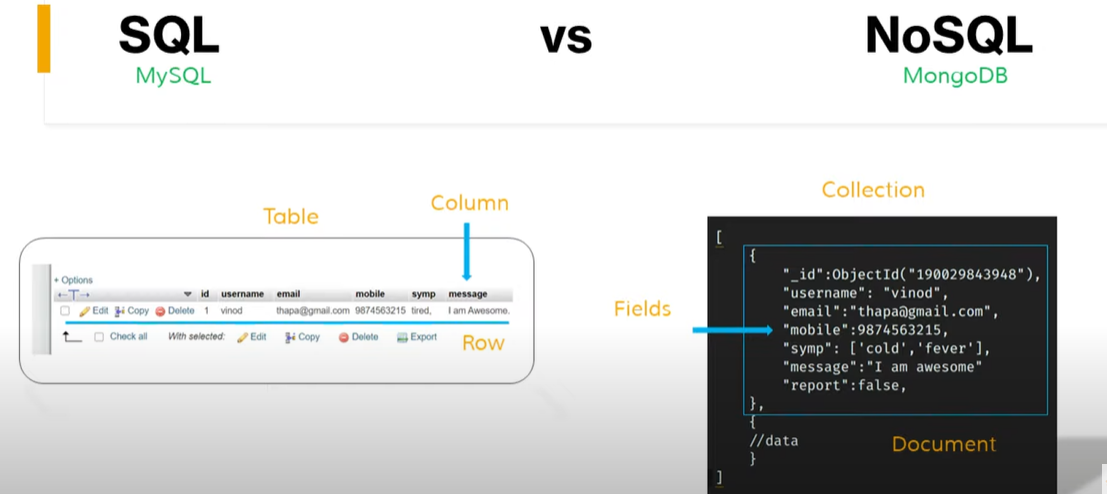 SQL vs NoSQL
MySQL MongoDB
Table
Column
+ Options
←T→ id username email mobile symp message
Edit Copy Delete 1 vinod thapa@gmail.com 9874563215 tired, I am Awesome.
Check all With selected: Edit Copy Delete Export
Row
Collection
Fields
[
{
"_id":ObjectId("190029843948"),
"username": "vinod",
"email":"thapa@gmail.com",
"mobile":9874563215,
"symp": ['cold','fever'],
"message":"I am awesome"
"report":false,
},
{
//data
}
]
Document